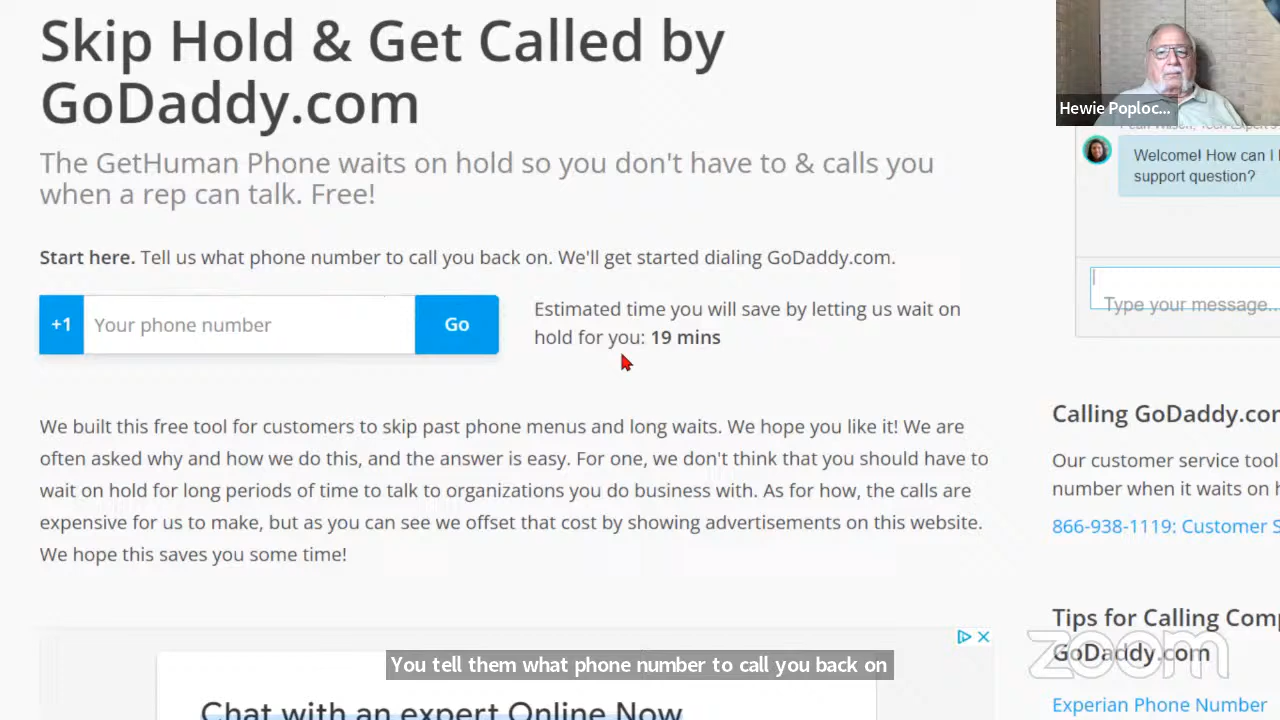 Skip Hold & Get Called by
GoDaddy.com
The GetHuman Phone waits on hold so you don't have to & calls you
when a rep can talk. Free!
Start here. Tell us what phone number to call you back on. We'll get started dialing GoDaddy.com.
+1
Your phone number
Go
Estimated time you will save by letting us wait on
hold for you: 19 mins
We built this free tool for customers to skip past phone menus and long waits. We hope you like it! We are
often asked why and how we do this, and the answer is easy. For one, we don't think that you should have to
wait on hold for long periods of time to talk to organizations you do business with. As for how, the calls are
expensive for us to make, but as you can see we offset that cost by showing advertisements on this website.
We hope this saves you some time!
Chat with an expert Online Now
You tell them what phone number to call you back on
Hewie Poploc...
Welcome! How can I
support question?
Type your message...
Calling GoDaddy.co
Our customer service tool
number when it waits on
866-938-1119: Customer S
Tips for Calling Com
GoDaddy.com
zoom
Experian Phone Number